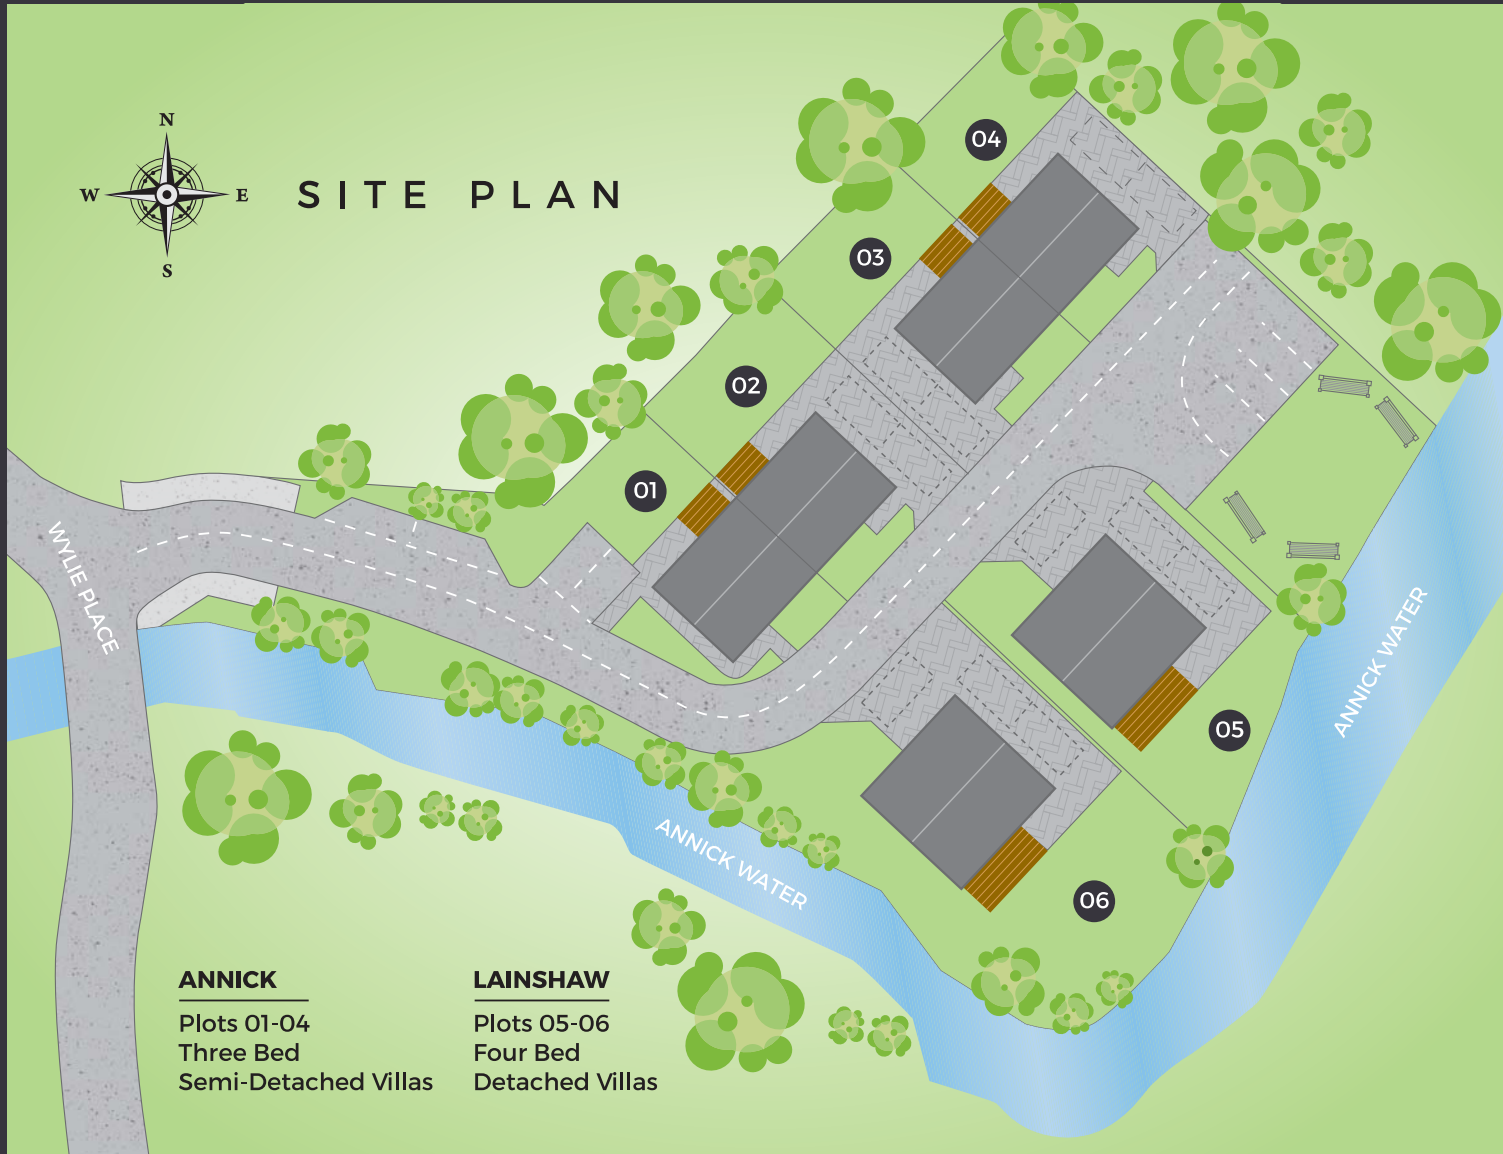 N
W
E
S
SITE PLAN
04
03
02
01
WYLIE PLACE
05
ANNICK WATER
ANNICK WATER
06
ANNICK
Plots 01-04
Three Bed
Semi-Detached Villas
LAINSHAW
Plots 05-06
Four Bed
Detached Villas